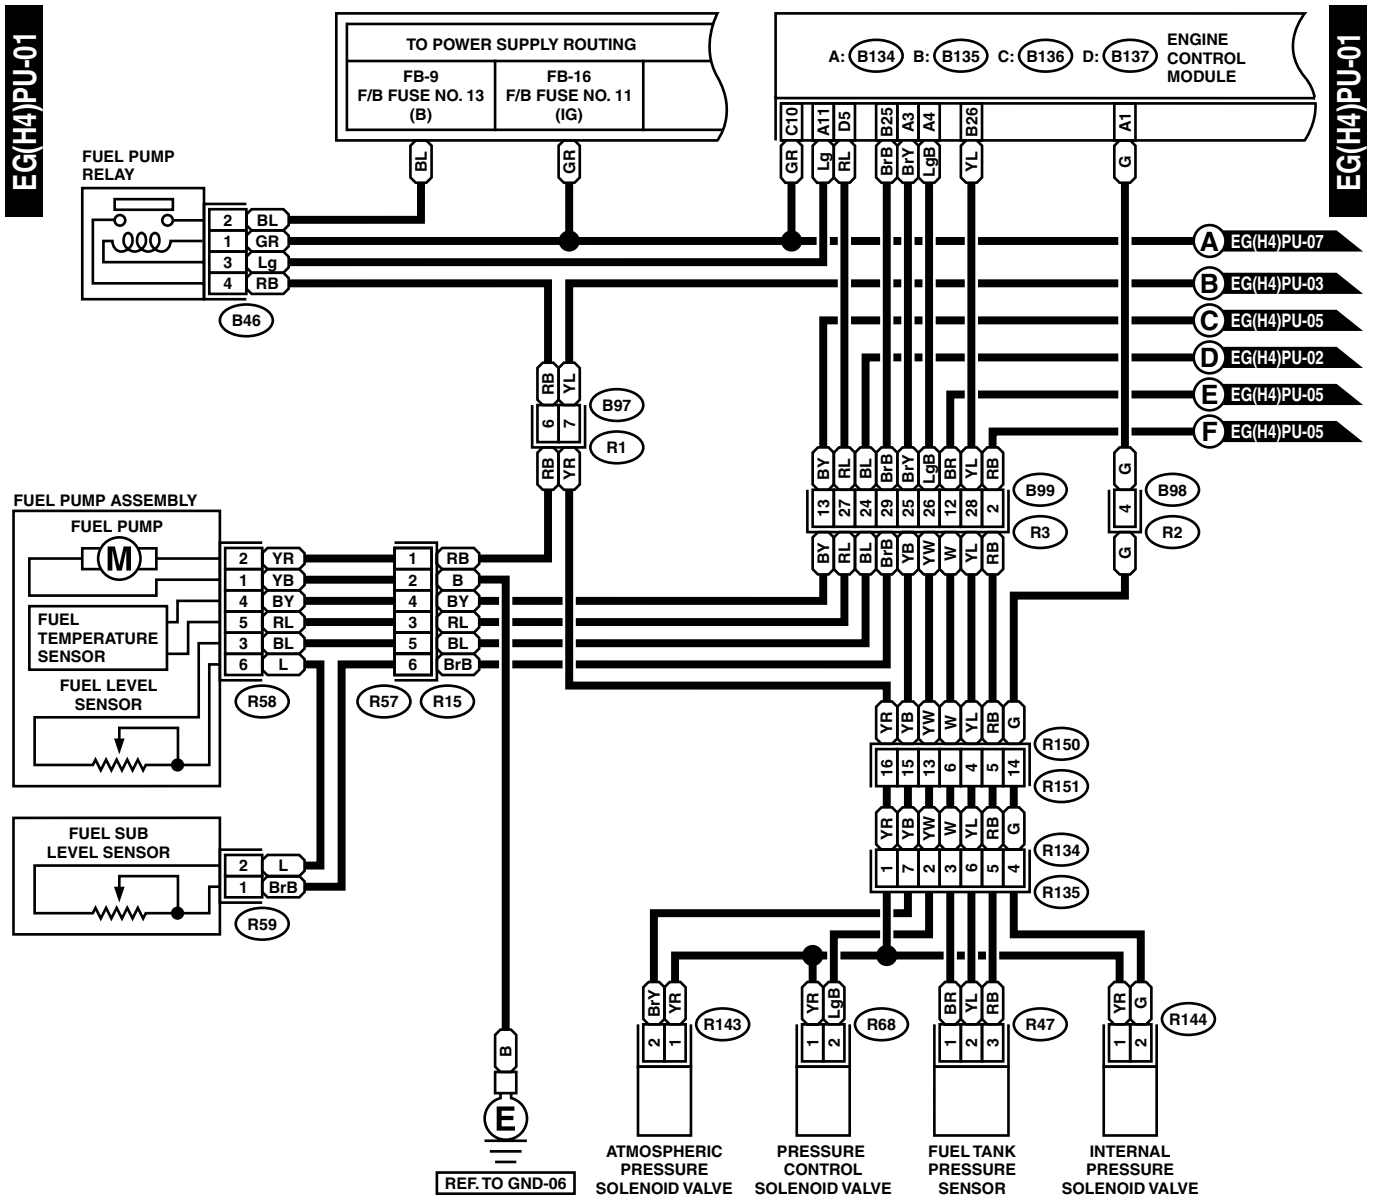 EG(H4)PU-01
EG(H4)PU-01
TO POWER SUPPLY ROUTING
FB-9
F/B FUSE NO. 13
(B)
FB-16
F/B FUSE NO. 11
(IG)
A: B134 B: B135 C: B136 D: B137
ENGINE
CONTROL
MODULE
C10 A11 D5 B25 A3 A4 B26 A1
BL GR GR Lg RL BrB BrY LgB YL G
FUEL PUMP
RELAY
2 BL
1 GR
3 Lg
4 RB
B46
A EG(H4)PU-07
B EG(H4)PU-03
C EG(H4)PU-05
D EG(H4)PU-02
E EG(H4)PU-05
F EG(H4)PU-05
RB YL
6 7
RB YR
B97
R1
BY RL BL BrB BrY LgB BR YL RB
13 27 24 29 25 26 12 28 2
BY RL BL BrB YB YW W YL RB
B99
R3
G
4
G
B98
R2
FUEL PUMP ASSEMBLY
FUEL PUMP
M
FUEL
TEMPERATURE
SENSOR
FUEL LEVEL
SENSOR
2 YR 1 RB
1 YB 2 B
4 BY 4 BY
5 RL 3 RL
3 BL 5 BL
6 L 6 BrB
R58 R57 R15
FUEL SUB
LEVEL SENSOR
2 L
1 BrB
R59
YR YB YW W YL RB G
16 15 13 6 4 5 14
R150
R151
YR YB YW W YL RB G
1 7 2 3 6 5 4
R134
R135
B
E
REF. TO GND-06
BrY YR
2 1
R143
ATMOSPHERIC
PRESSURE
SOLENOID VALVE
YR LgB
1 2
R68
PRESSURE
CONTROL
SOLENOID VALVE
BR YL RB
1 2 3
R47
FUEL TANK
PRESSURE
SENSOR
YR G
1 2
R144
INTERNAL
PRESSURE
SOLENOID VALVE